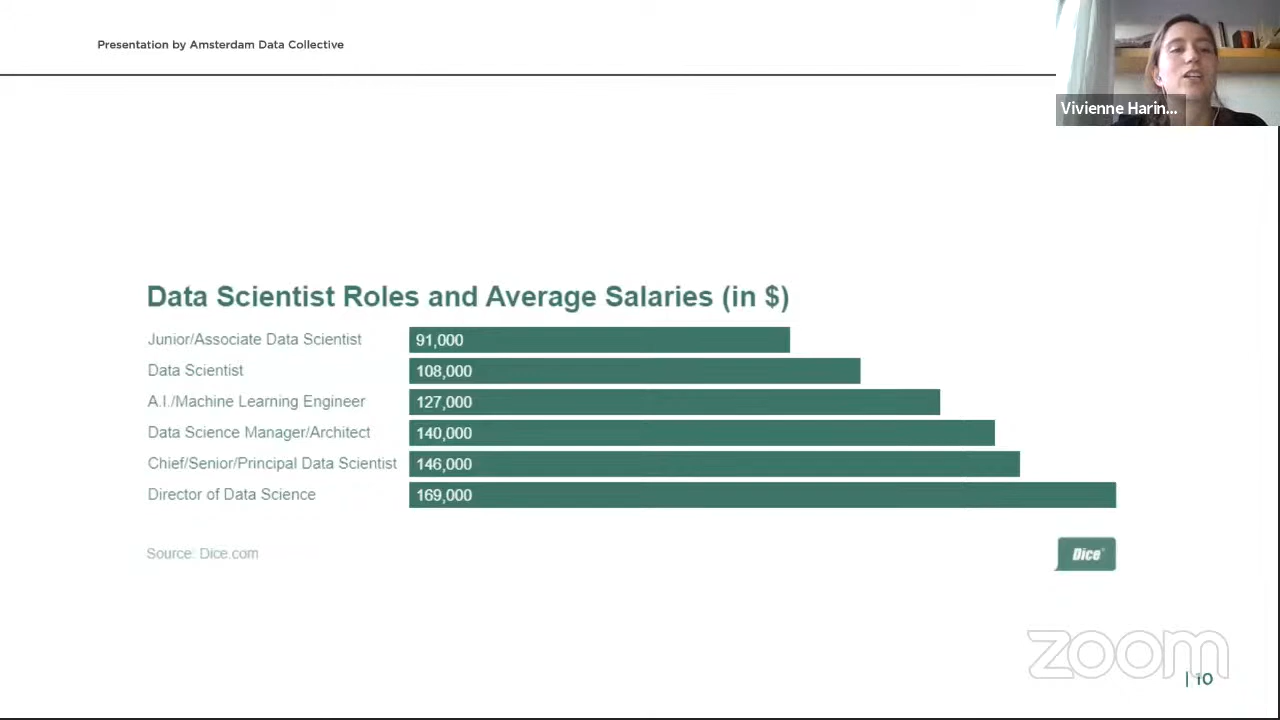 Presentation by Amsterdam Data Collective
Vivienne Harin...
Data Scientist Roles and Average Salaries (in $)
Junior/Associate Data Scientist 91,000
Data Scientist 108,000
A.I./Machine Learning Engineer 127,000
Data Science Manager/Architect 140,000
Chief/Senior/Principal Data Scientist 146,000
Director of Data Science 169,000
Source: Dice.com
Dice
zoom
| 10